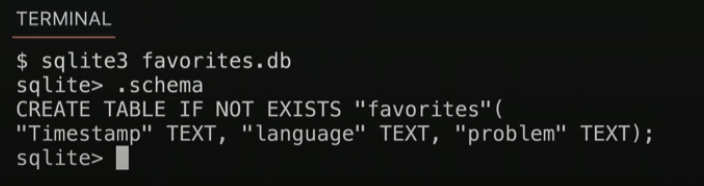 TERMINAL
$ sqlite3 favorites.db
sqlite> .schema
CREATE TABLE IF NOT EXISTS "favorites"(
"Timestamp" TEXT, "language" TEXT, "problem" TEXT);
sqlite>